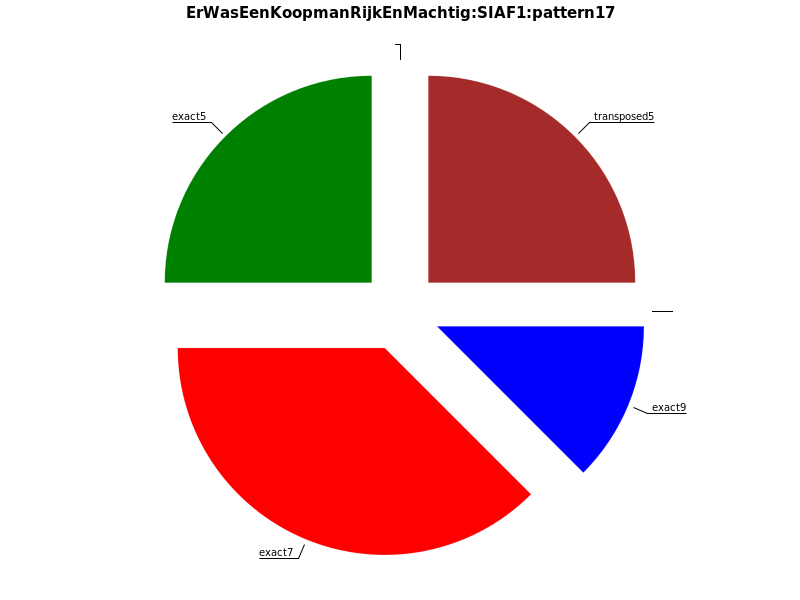 ErWasEenKoopmanRijkEnMachtig:SIAF1:pattern17
exact5
transposed5
exact9
exact7